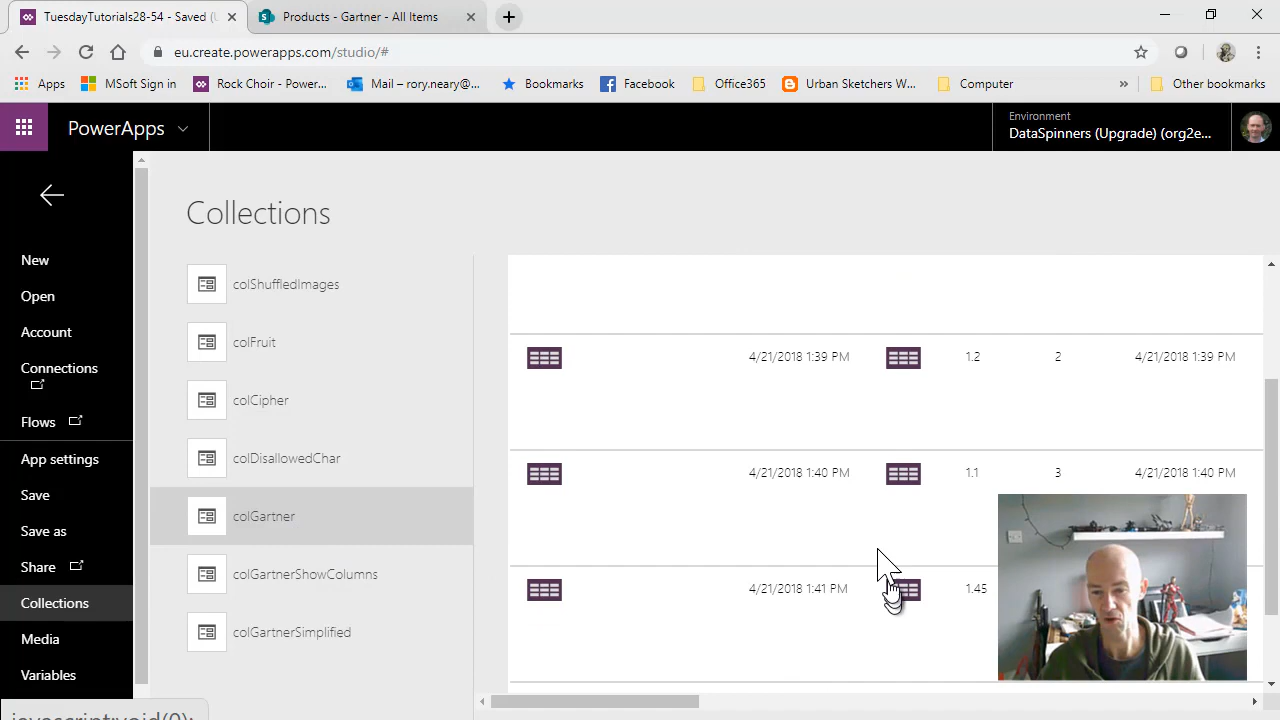 TuesdayTutorials28-54 - Saved (
Products - Gartner - All Items
eu.create.powerapps.com/studio/#
Apps
MSoft Sign in
Rock Choir - Power...
Mail – rory.neary@...
Bookmarks
Facebook
Office365
Urban Sketchers W...
Computer
»
Other bookmarks
PowerApps
Environment
DataSpinners (Upgrade) (org2e...
New
Open
Account
Connections
Flows
App settings
Save
Save as
Share
Collections
Media
Variables
Collections
colShuffledImages
colFruit
colCipher
colDisallowedChar
colGartner
colGartnerShowColumns
colGartnerSimplified
4/21/2018 1:39 PM 1.2 2 4/21/2018 1:39 PM
4/21/2018 1:40 PM 1.1 3 4/21/2018 1:40 PM
4/21/2018 1:41 PM 1.45
javascript:void(0);